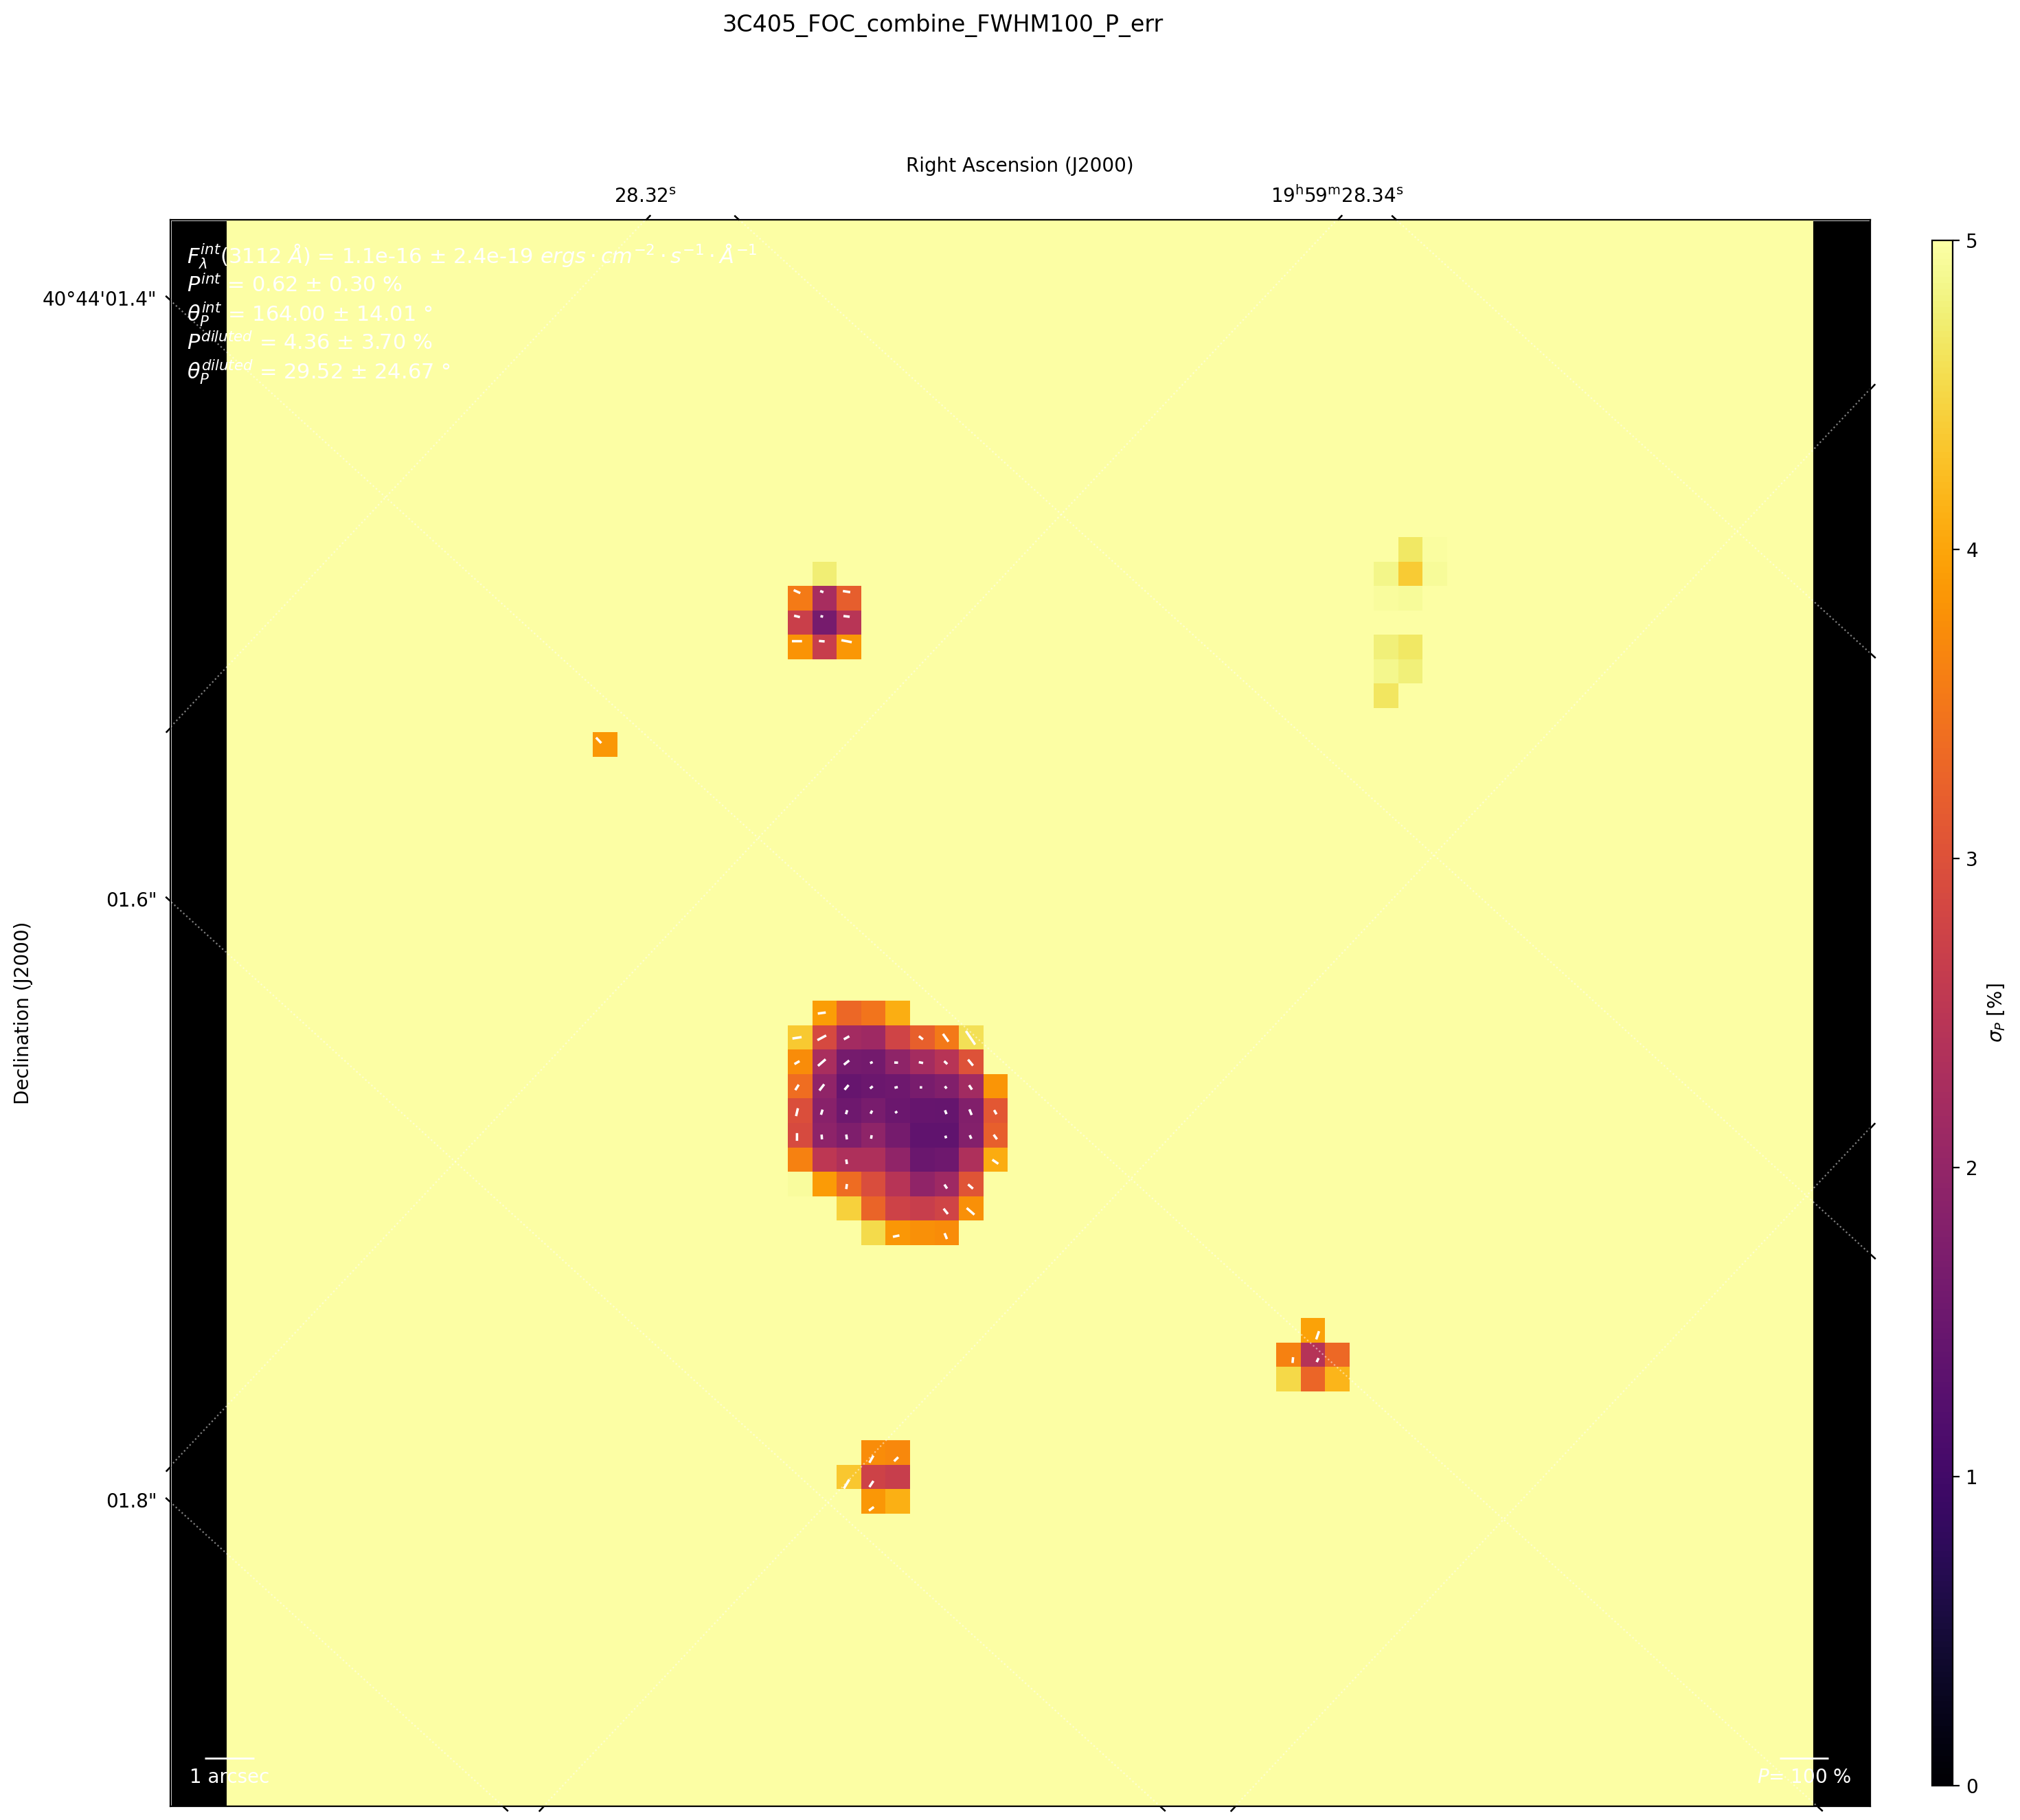 3C405_FOC_combine_FWHM100_P_err
Right Ascension (J2000)
28.32ˢ 19ʰ59ᵐ28.34ˢ
F_λ^int (3112 Å) = 1.1e-16 ± 2.4e-19 ergs · cm⁻² · s⁻¹ · Å⁻¹
P^int = 0.62 ± 0.30 %
θ_P^int = 164.00 ± 14.01 °
P^diluted = 4.36 ± 3.70 %
θ_P^diluted = 29.52 ± 24.67 °
40°44'01.4"
01.6"
01.8"
Declination (J2000)
5
4
3
2
1
0
σ_P [%]
1 arcsec
P= 100 %